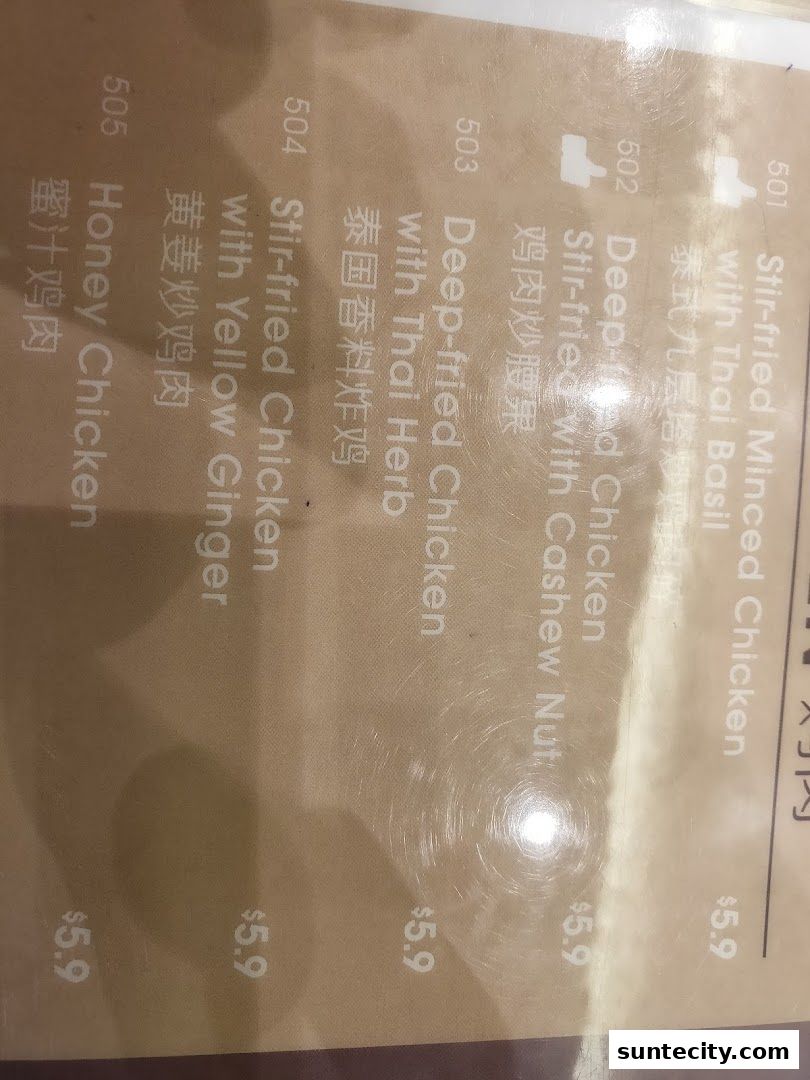 鸡肉
501
Stir-fried Minced Chicken
with Thai Basil
502
Deep-fried Chicken
Stir-fried with Cashew Nut
鸡肉炒腰果
503
Deep-fried Chicken
with Thai Herb
泰国香料炸鸡
504
Stir-fried Chicken
with Yellow Ginger
黄姜炒鸡肉
505
Honey Chicken
蜜汁鸡肉
$5.9
$5.9
$5.9
$5.9
$5.9
suntecity.com